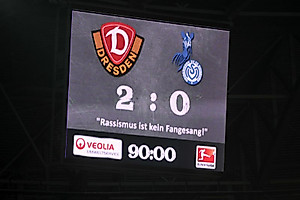 D
DRESDEN
2 : 0
"Rassismus ist kein Fangesang!"
VEOLIA
90:00